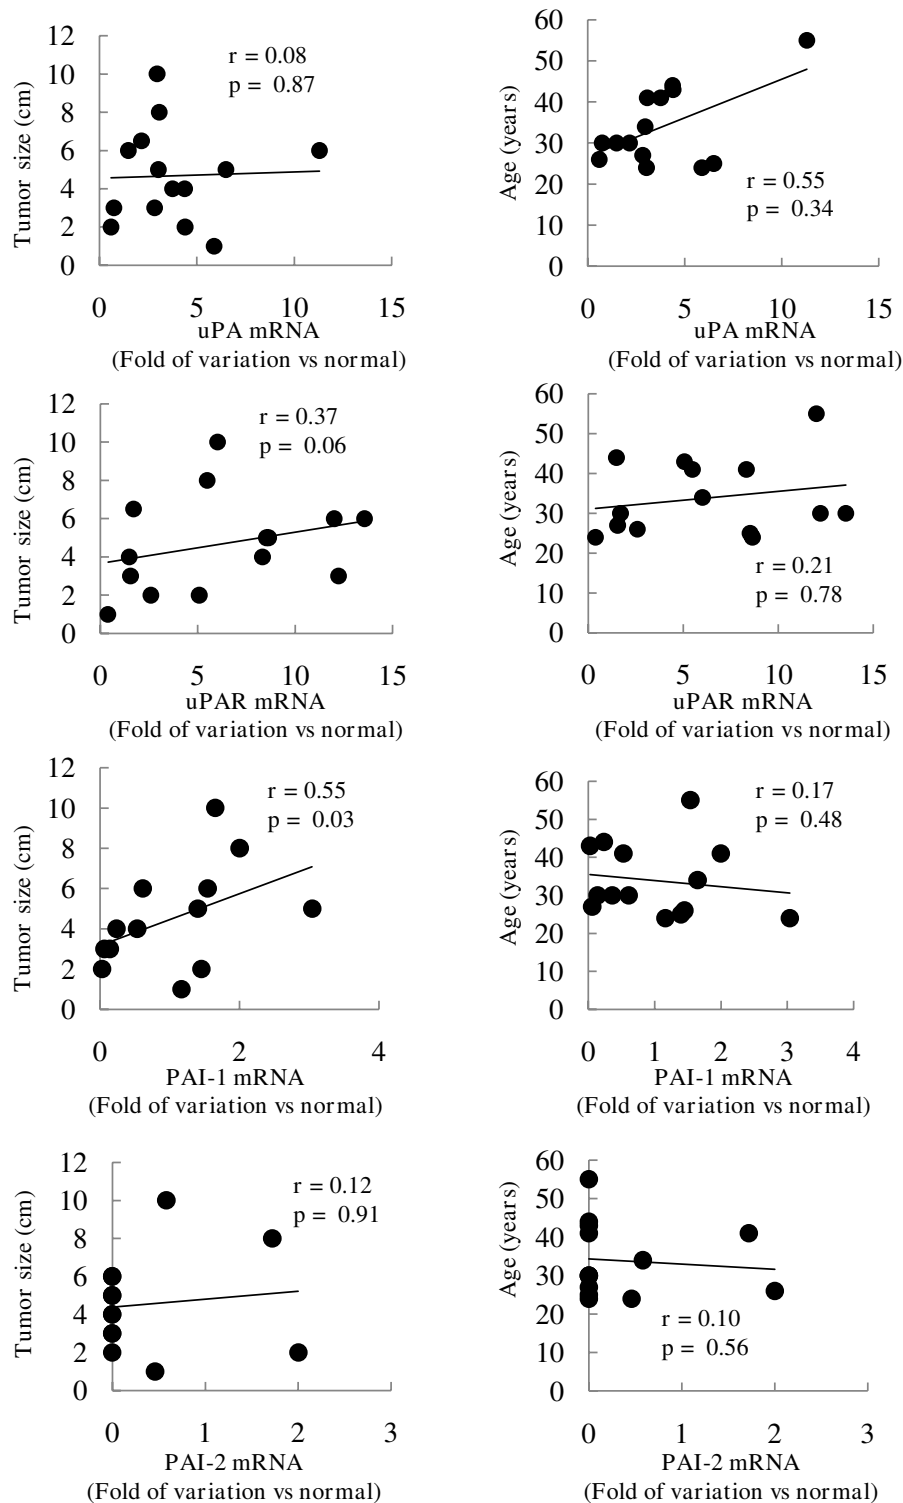 12
10
8
6
4
2
0
Tumor size (cm)
r = 0.08
p = 0.87
0 5 10 15
uPA mRNA
(Fold of variation vs normal)
60
50
40
30
20
10
0
Age (years)
r = 0.55
p = 0.34
0 5 10 15
uPA mRNA
(Fold of variation vs normal)
12
10
8
6
4
2
0
Tumor size (cm)
r = 0.37
p = 0.06
0 5 10 15
uPAR mRNA
(Fold of variation vs normal)
60
50
40
30
20
10
0
Age (years)
r = 0.21
p = 0.78
0 5 10 15
uPAR mRNA
(Fold of variation vs normal)
12
10
8
6
4
2
0
Tumor size (cm)
r = 0.55
p = 0.03
0 2 4
PAI-1 mRNA
(Fold of variation vs normal)
60
50
40
30
20
10
0
Age (years)
r = 0.17
p = 0.48
0 1 2 3 4
PAI-1 mRNA
(Fold of variation vs normal)
12
10
8
6
4
2
0
Tumor size (cm)
r = 0.12
p = 0.91
0 1 2 3
PAI-2 mRNA
(Fold of variation vs normal)
60
50
40
30
20
10
0
Age (years)
r = 0.10
p = 0.56
0 1 2 3
PAI-2 mRNA
(Fold of variation vs normal)